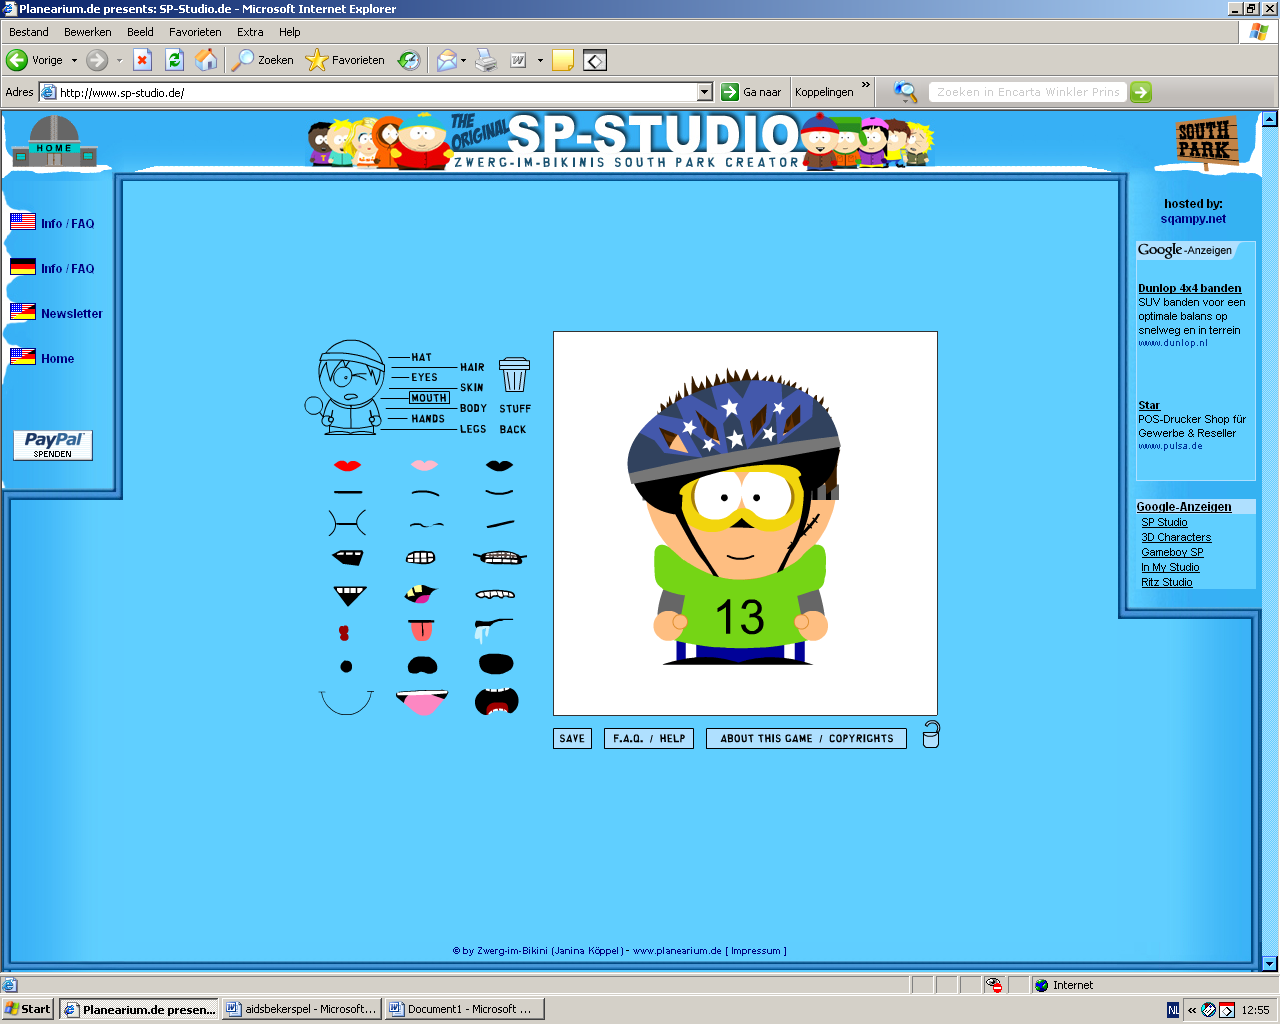 Planearium.de presents: SP-Studio.de - Microsoft Internet Explorer
Bestand Bewerken Beeld Favorieten Extra Help
Vorige Zoeken Favorieten
Adres http://www.sp-studio.de/ Ga naar Koppelingen » Zoeken in Encarta Winkler Prins
HOME
THE ORIGINAL SP-STUDIO
ZWERG-IM-BIKINIS SOUTH PARK CREATOR
SOUTH PARK
Info / FAQ
Info / FAQ
Newsletter
Home
PayPal
SPENDEN
HAT
HAIR
EYES
SKIN
MOUTH
BODY
STUFF
HANDS
LEGS
BACK
13
SAVE
F.A.Q. / HELP
ABOUT THIS GAME / COPYRIGHTS
hosted by:
sqampy.net
Google-Anzeigen
Dunlop 4x4 banden
SUV banden voor een
optimale balans op
snelweg en in terrein
www.dunlop.nl
Star
POS-Drucker Shop für
Gewerbe & Reseller
www.pulsa.de
Google-Anzeigen
SP Studio
3D Characters
Gameboy SP
In My Studio
Ritz Studio
© by Zwerg-im-Bikini (Janina Köppel) - www.planearium.de [ Impressum ]
Internet
Start Planearium.de presen... aidsbekerspel - Microsoft... Document1 - Microsoft ... NL « 12:55